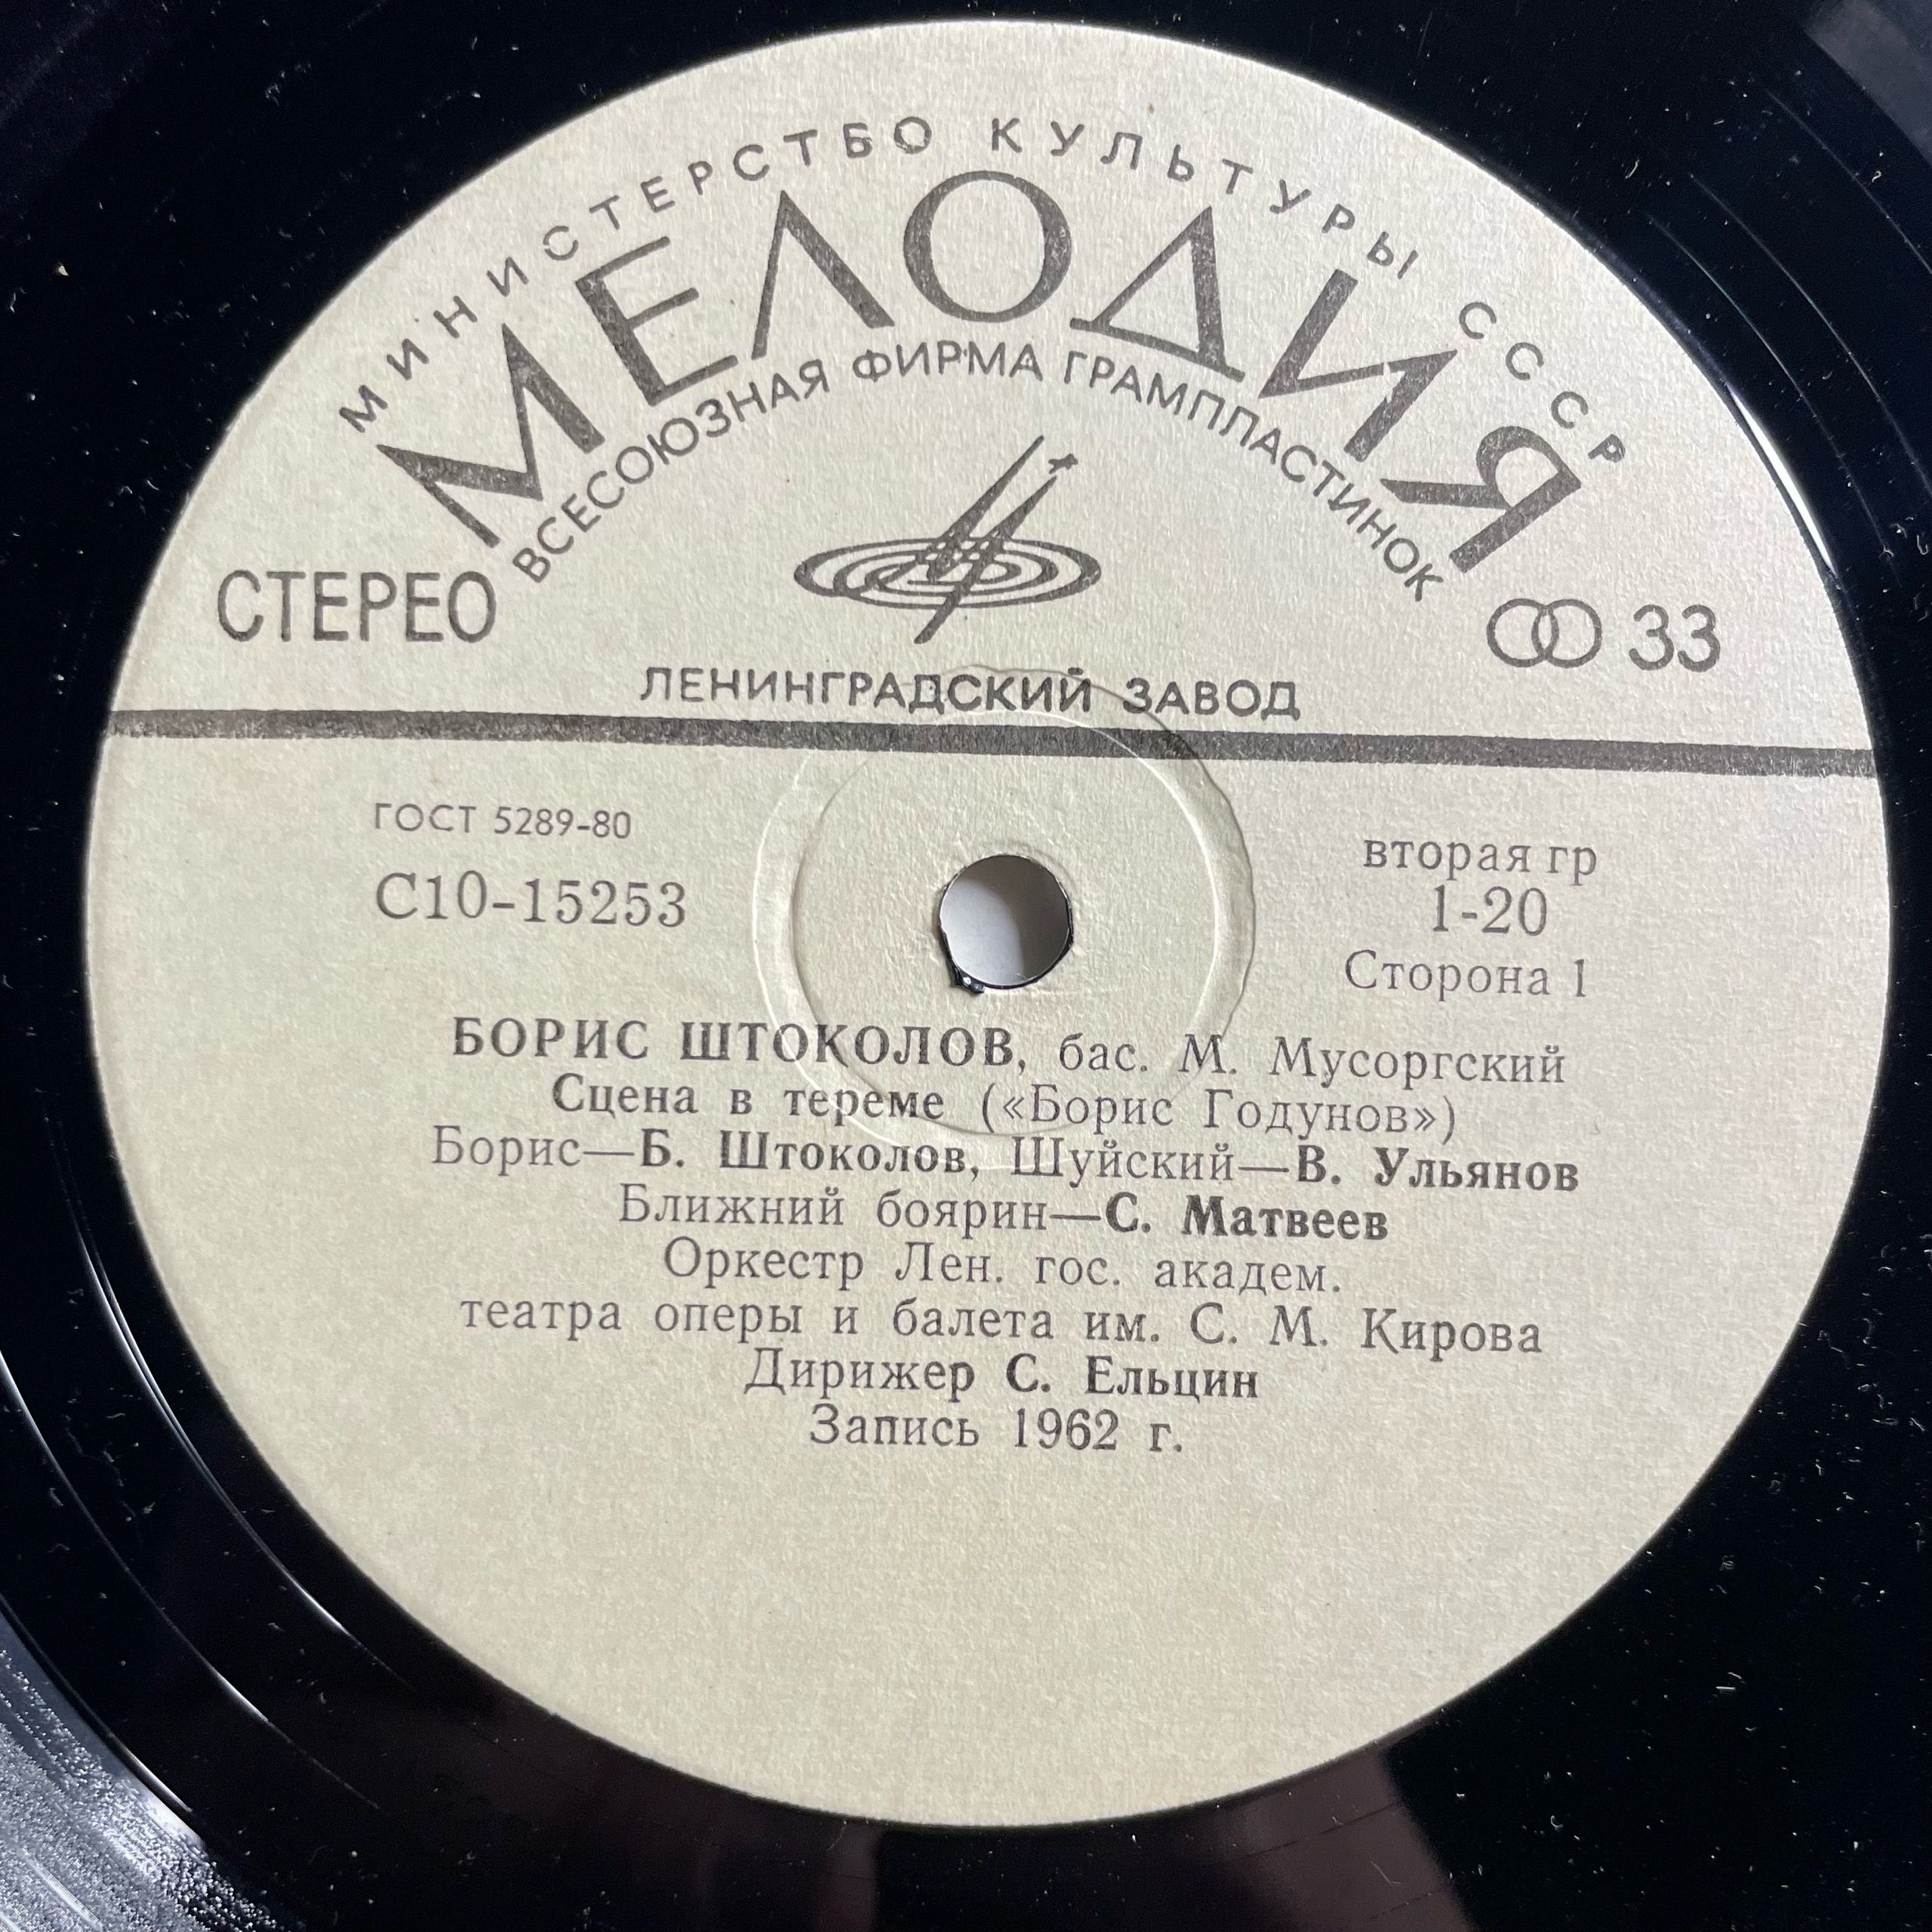 МИНИСТЕРСТВО КУЛЬТУРЫ СССР
МЕЛОДИЯ
ВСЕСОЮЗНАЯ ФИРМА ГРАМПЛАСТИНОК
СТЕРЕО
33
ЛЕНИНГРАДСКИЙ ЗАВОД
ГОСТ 5289-80
С10-15253
вторая гр
1-20
Сторона 1
БОРИС ШТОКОЛОВ, бас. М. Мусоргский
Сцена в тереме («Борис Годунов»)
Борис—Б. Штоколов, Шуйский—В. Ульянов
Ближний боярин—С. Матвеев
Оркестр Лен. гос. академ.
театра оперы и балета им. С. М. Кирова
Дирижер С. Ельцин
Запись 1962 г.